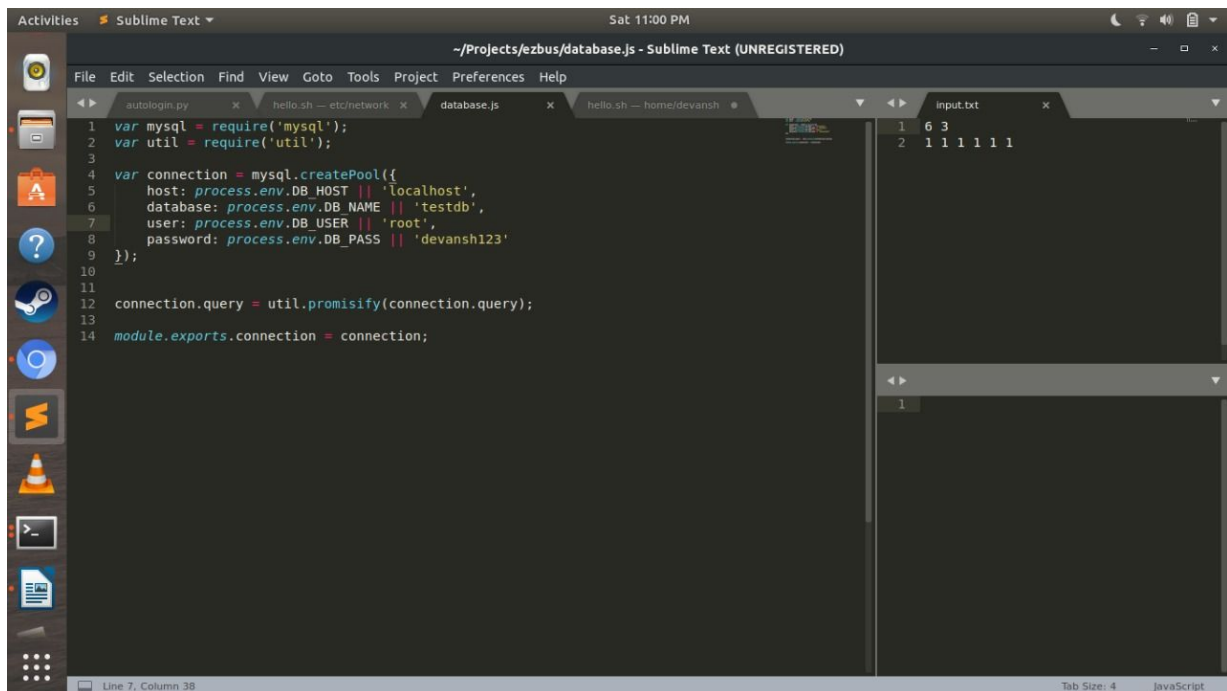 Activities Sublime Text Sat 11:00 PM
~/Projects/ezbus/database.js - Sublime Text (UNREGISTERED)
File Edit Selection Find View Goto Tools Project Preferences Help
autologin.py hello.sh — etc/network database.js hello.sh — home/devansh
1 var mysql = require('mysql');
2 var util = require('util');
3
4 var connection = mysql.createPool({
5 host: process.env.DB_HOST || 'localhost',
6 database: process.env.DB_NAME || 'testdb',
7 user: process.env.DB_USER || 'root',
8 password: process.env.DB_PASS || 'devansh123'
9 });
10
11
12 connection.query = util.promisify(connection.query);
13
14 module.exports.connection = connection;
input.txt
1 6 3
2 1 1 1 1 1 1
1
Line 7, Column 38 Tab Size: 4 JavaScript